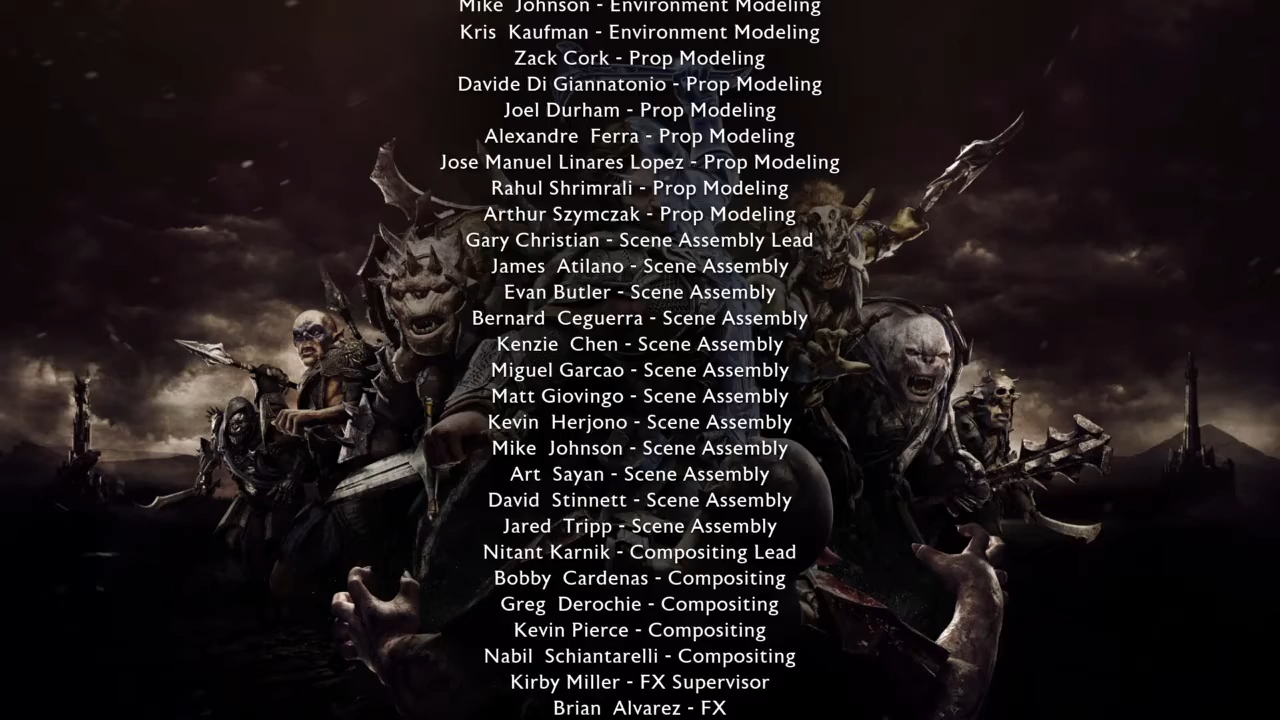 Mike  Johnson - Environment Modeling
Kris  Kaufman - Environment Modeling
Zack Cork - Prop Modeling
Davide Di Giannatonio - Prop Modeling
Joel Durham - Prop Modeling
Alexandre  Ferra - Prop Modeling
Jose Manuel Linares Lopez - Prop Modeling
Rahul Shrimrali - Prop Modeling
Arthur Szymczak - Prop Modeling
Gary Christian - Scene Assembly Lead
James  Atilano - Scene Assembly
Evan Butler - Scene Assembly
Bernard  Ceguerra - Scene Assembly
Kenzie  Chen - Scene Assembly
Miguel Garcao - Scene Assembly
Matt Giovingo - Scene Assembly
Kevin  Herjono - Scene Assembly
Mike  Johnson - Scene Assembly
Art  Sayan - Scene Assembly
David  Stinnett - Scene Assembly
Jared  Tripp - Scene Assembly
Nitant Karnik - Compositing Lead
Bobby  Cardenas - Compositing
Greg  Derochie - Compositing
Kevin Pierce - Compositing
Nabil  Schiantarelli - Compositing
Kirby Miller - FX Supervisor
Brian  Alvarez - FX